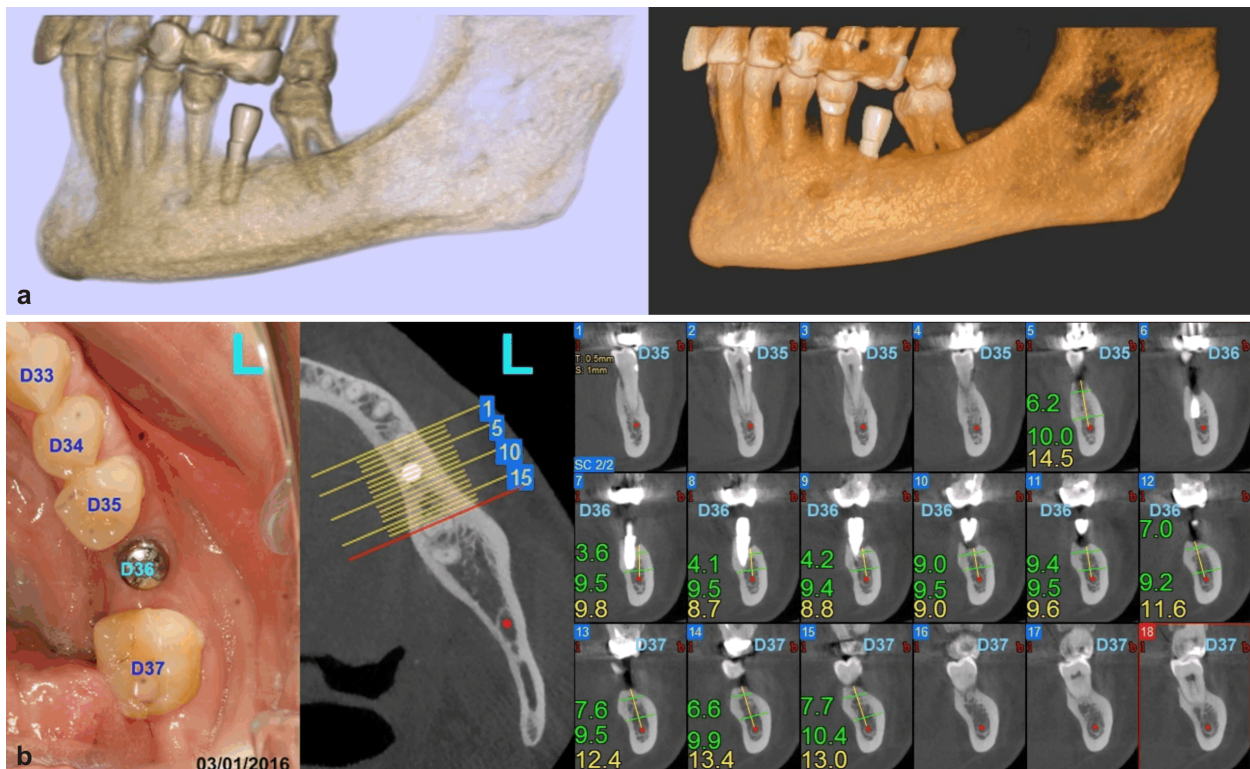 a
L
D33
D34
D35
D36
D37
03/01/2016
b
L
1
5
10
15
1
D35
T: 0.5mm
S: 1mm
l
b
SC 2/2
2
D35
l
b
3
D35
l
b
4
D35
l
b
5
D35
l
b
6.2
10.0
14.5
6
D36
l
b
7
D36
l
b
3.6
9.5
9.8
8
D36
l
b
4.1
9.5
8.7
9
D36
l
b
4.2
9.4
8.8
10
D36
l
b
9.0
9.5
9.0
11
D36
l
b
9.4
9.5
9.6
12
D36
l
b
7.0
9.2
11.6
13
D37
l
b
7.6
9.5
12.4
14
D37
l
b
6.6
9.9
13.4
15
D37
l
b
7.7
10.4
13.0
16
D37
l
b
17
D37
l
b
18
D37
l
b